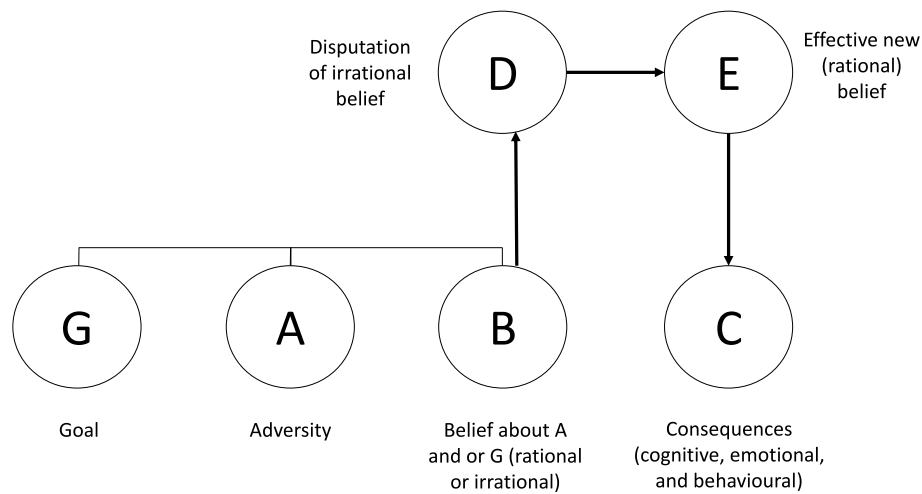 Disputation
of irrational
belief
D
E
Effective new
(rational)
belief
G
A
B
C
Goal
Adversity
Belief about A
and or G (rational
or irrational)
Consequences
(cognitive, emotional,
and behavioural)